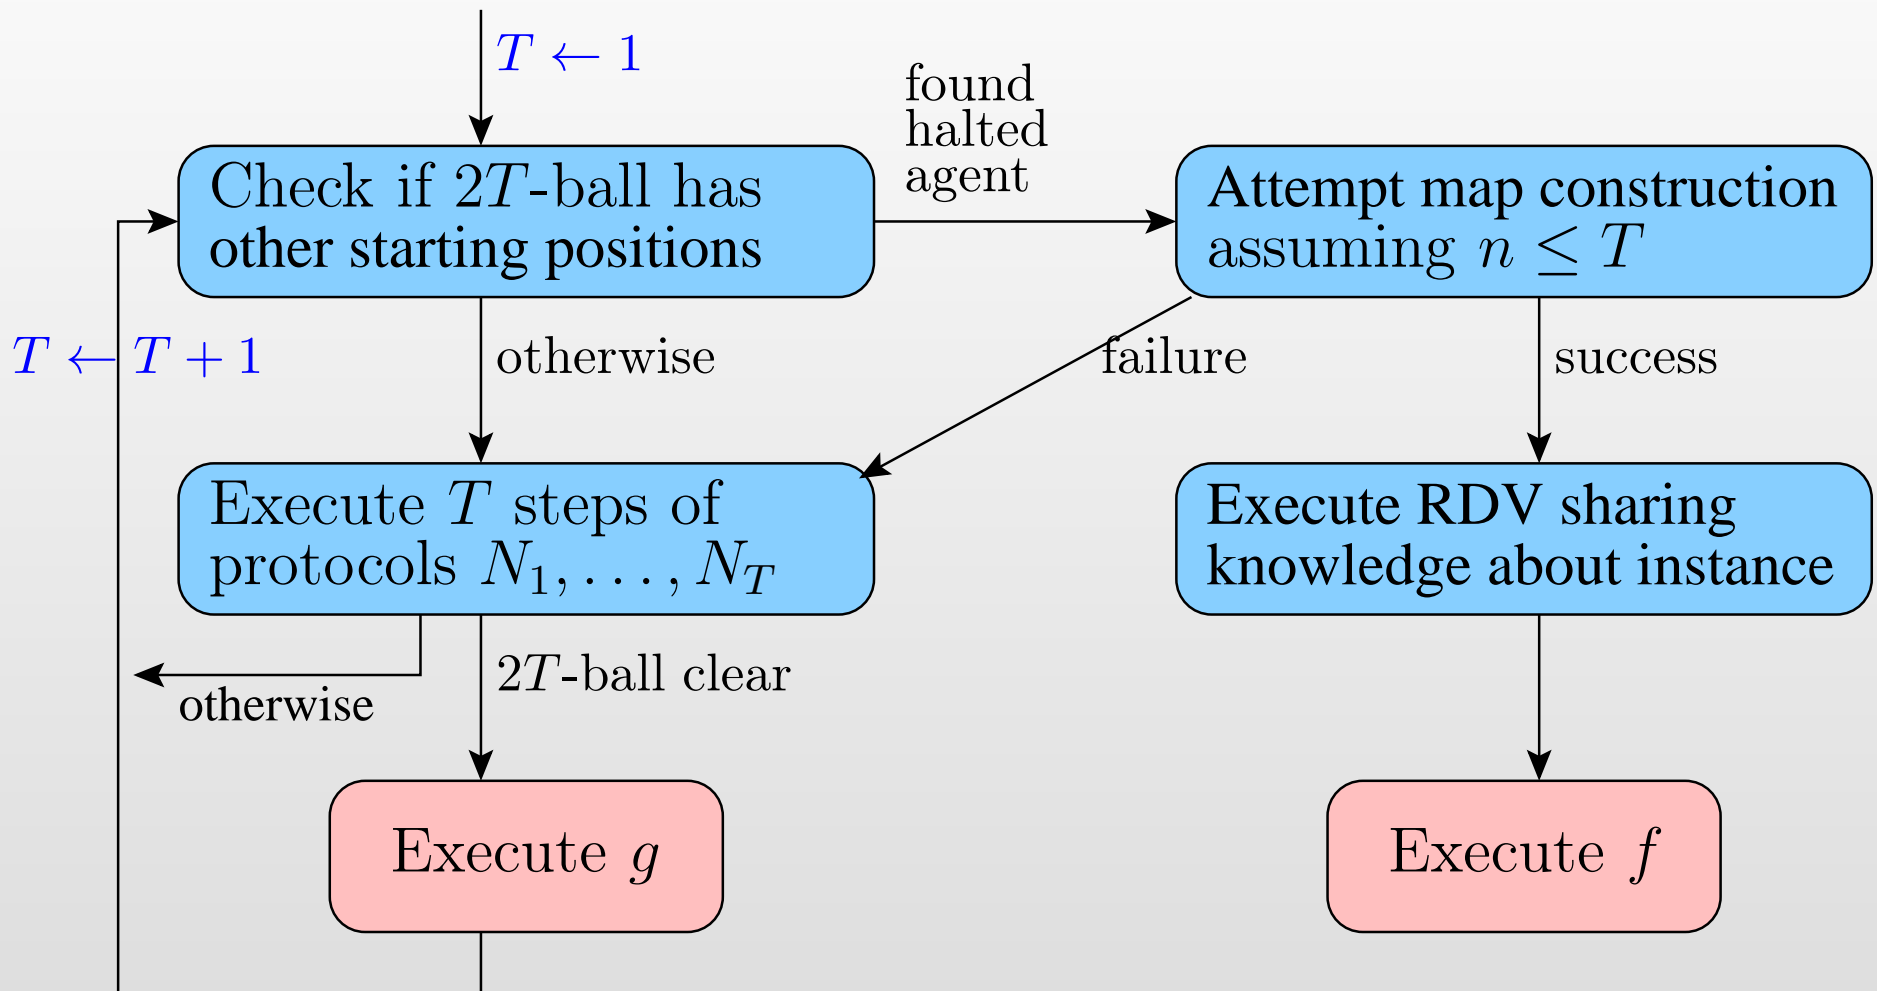 T ← 1
found
halted
agent
Check if 2T-ball has
other starting positions
Attempt map construction
assuming n ≤ T
T ← T + 1
otherwise
failure
success
Execute T steps of
protocols N₁, . . . , N_T
Execute RDV sharing
knowledge about instance
2T-ball clear
otherwise
Execute g
Execute f